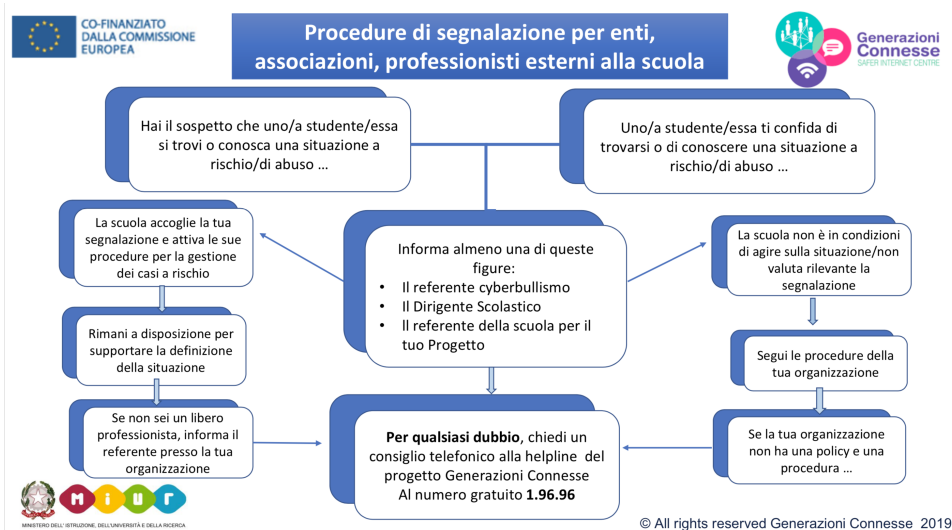 CO-FINANZIATO
DALLA COMMISSIONE
EUROPEA
Procedure di segnalazione per enti,
associazioni, professionisti esterni alla scuola
Generazioni
Connesse
SAFER INTERNET CENTRE
Hai il sospetto che uno/a studente/essa
si trovi o conosca una situazione a
rischio/di abuso …
Uno/a studente/essa ti confida di
trovarsi o di conoscere una situazione a
rischio/di abuso …
La scuola accoglie la tua
segnalazione e attiva le sue
procedure per la gestione
dei casi a rischio
Informa almeno una di queste
figure:
• Il referente cyberbullismo
• Il Dirigente Scolastico
• Il referente della scuola per il
tuo Progetto
La scuola non è in condizioni
di agire sulla situazione/non
valuta rilevante la
segnalazione
Rimani a disposizione per
supportare la definizione
della situazione
Segui le procedure della
tua organizzazione
Se non sei un libero
professionista, informa il
referente presso la tua
organizzazione
Per qualsiasi dubbio, chiedi un
consiglio telefonico alla helpline del
progetto Generazioni Connesse
Al numero gratuito 1.96.96
Se la tua organizzazione
non ha una policy e una
procedura …
miur
MINISTERO DELL' ISTRUZIONE, DELL'UNIVERSITÀ E DELLA RICERCA
© All rights reserved Generazioni Connesse 2019